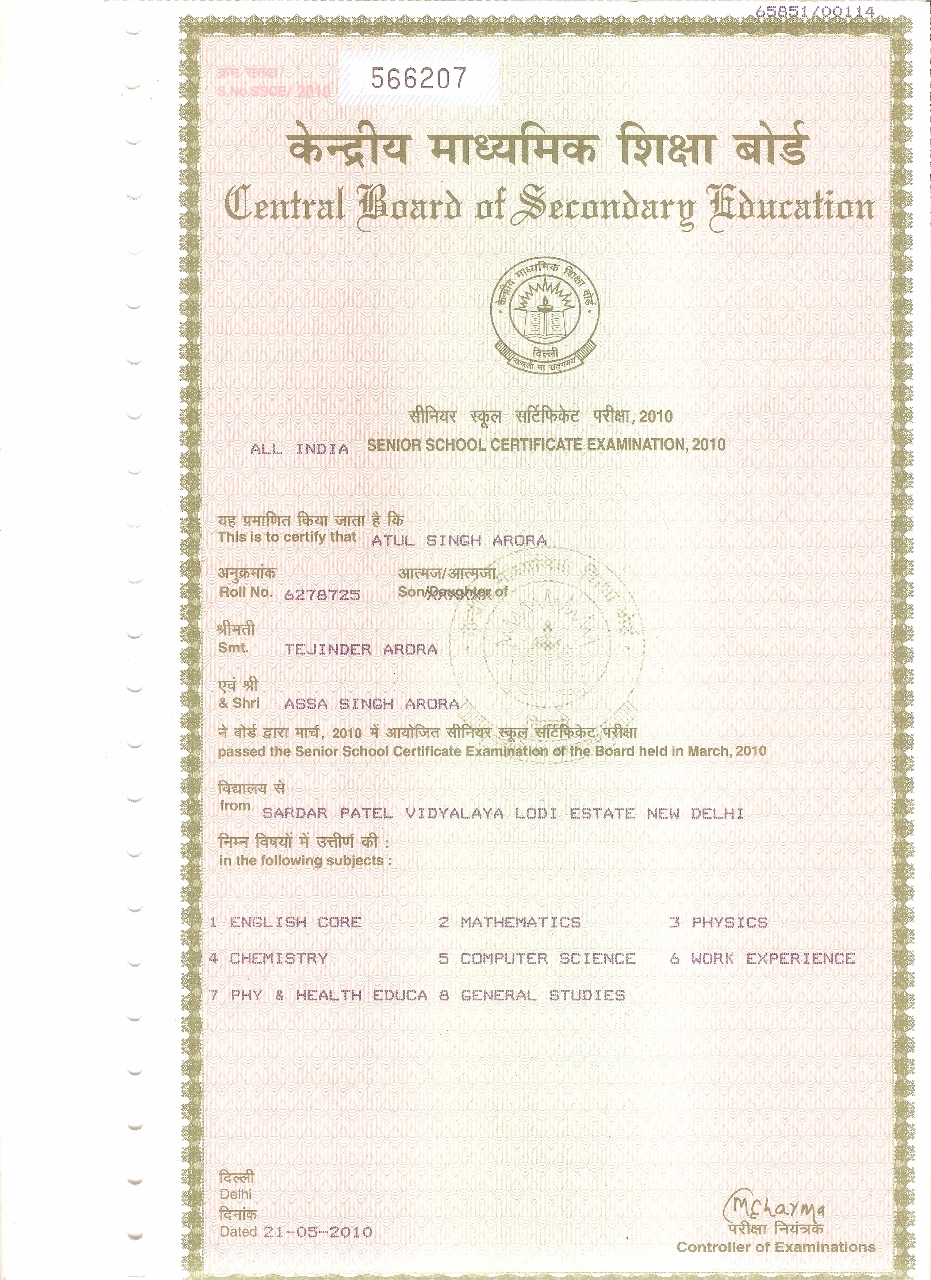 65851/00114
क्रम संख्या/
S.No.SSCE/ 2010
566207
केन्द्रीय माध्यमिक शिक्षा बोर्ड
Central Board of Secondary Education
केन्द्रीय माध्यमिक शिक्षा बोर्ड
दिल्ली
सीनियर स्कूल सर्टिफिकेट परीक्षा, 2010
ALL INDIA SENIOR SCHOOL CERTIFICATE EXAMINATION, 2010
यह प्रमाणित किया जाता है कि
This is to certify that ATUL SINGH ARORA
अनुक्रमांक आत्मज/आत्मजा
Roll No. 6278725 Son/Daughter of
श्रीमती
Smt. TEJINDER ARORA
एवं श्री
& Shri ASSA SINGH ARORA
ने बोर्ड द्वारा मार्च, 2010 में आयोजित सीनियर स्कूल सर्टिफिकेट परीक्षा
passed the Senior School Certificate Examination of the Board held in March, 2010
विद्यालय से
from SARDAR PATEL VIDYALAYA LODI ESTATE NEW DELHI
निम्न विषयों में उत्तीर्ण की :
in the following subjects :
1 ENGLISH CORE 2 MATHEMATICS 3 PHYSICS
4 CHEMISTRY 5 COMPUTER SCIENCE 6 WORK EXPERIENCE
7 PHY & HEALTH EDUCA 8 GENERAL STUDIES
दिल्ली
Delhi
दिनांक
Dated 21-05-2010
MCharma
परीक्षा नियंत्रक
Controller of Examinations